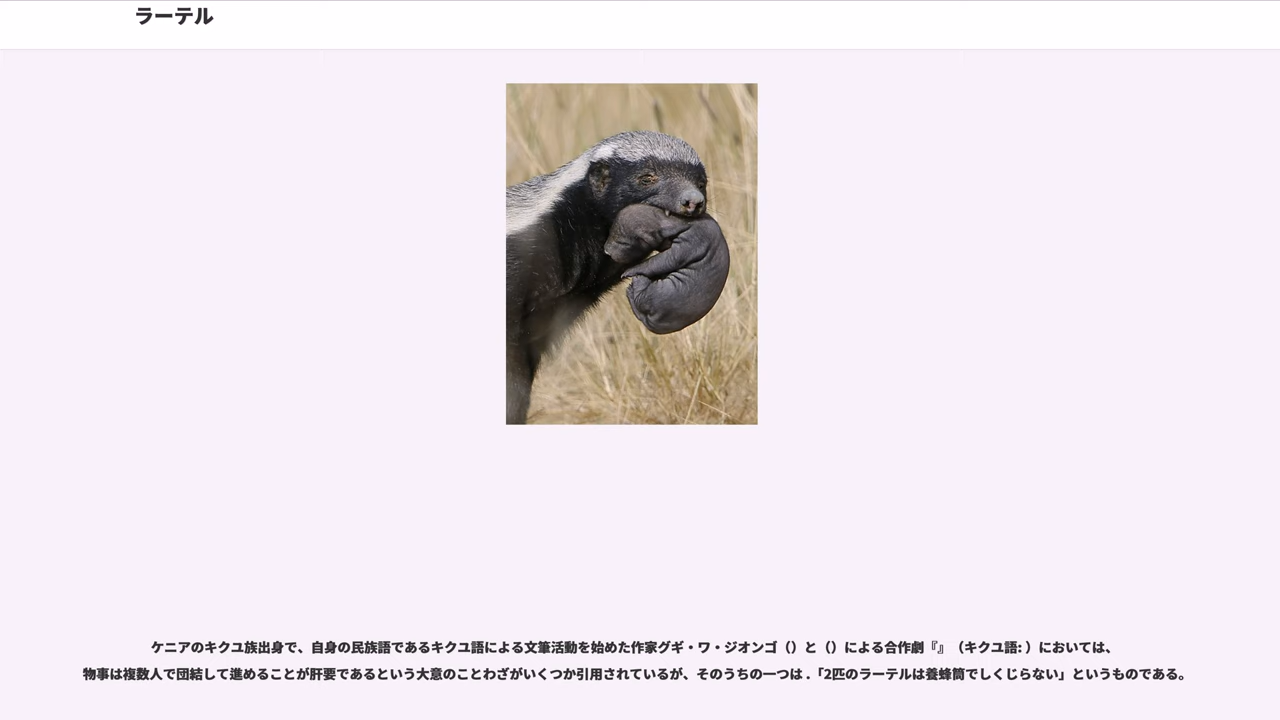 ラーテル
ケニアのキクユ族出身で、自身の民族語であるキクユ語による文筆活動を始めた作家グギ・ワ・ジオンゴ（）と（）による合作劇『』（キクユ語: ）においては、
物事は複数人で団結して進めることが肝要であるという大意のことわざがいくつか引用されているが、そのうちの一つは .「2匹のラーテルは養蜂筒でしくじらない」というものである。